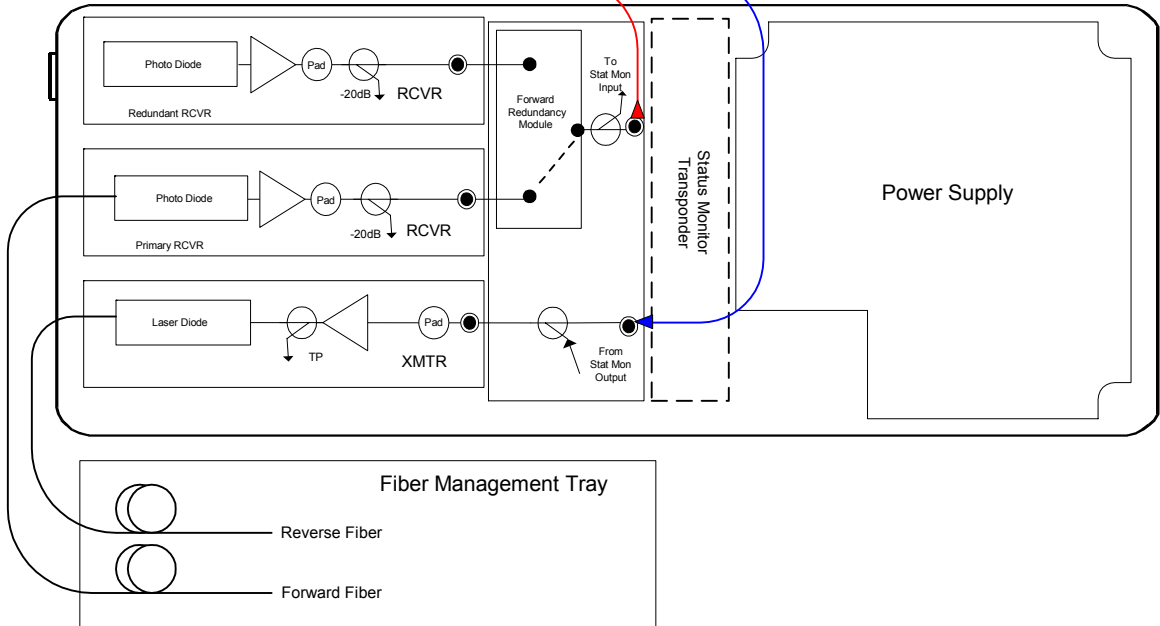 Photo Diode
Pad
-20dB
RCVR
Redundant RCVR
Forward
Redundancy
Module
To
Stat Mon
Input
Photo Diode
Pad
-20dB
RCVR
Primary RCVR
Laser Diode
TP
Pad
XMTR
From
Stat Mon
Output
Status Monitor
Transponder
Power Supply
Fiber Management Tray
Reverse Fiber
Forward Fiber